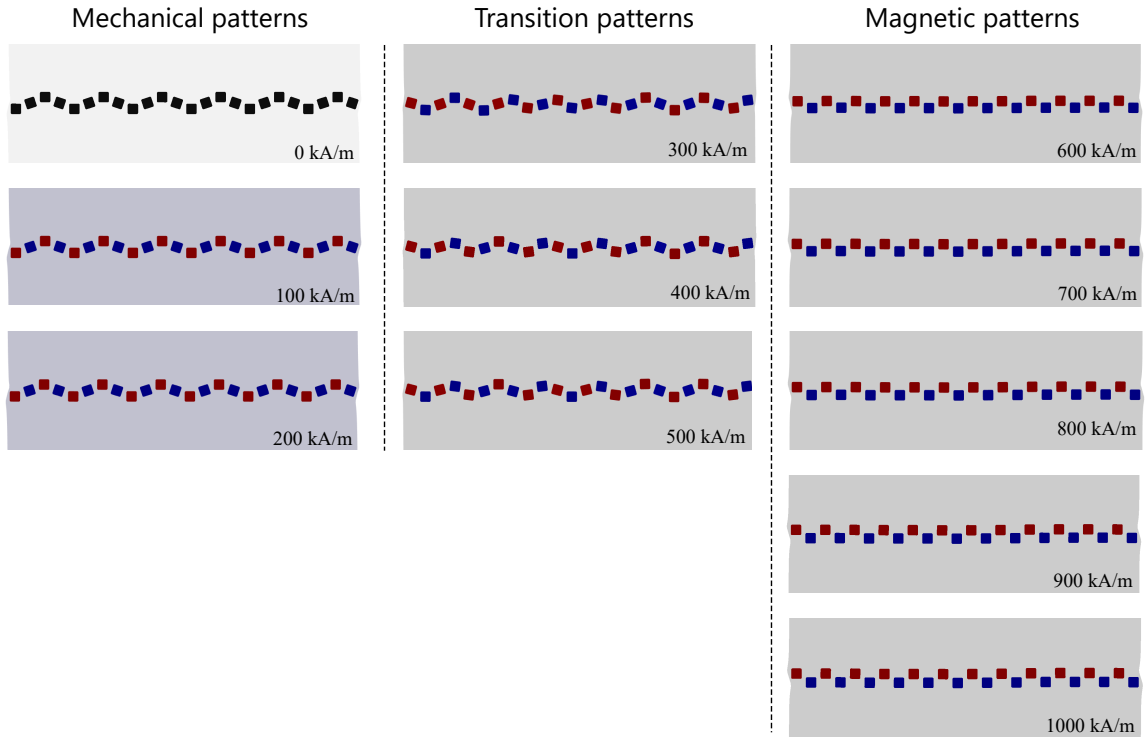 Mechanical patterns
0 kA/m
100 kA/m
200 kA/m
Transition patterns
300 kA/m
400 kA/m
500 kA/m
Magnetic patterns
600 kA/m
700 kA/m
800 kA/m
900 kA/m
1000 kA/m